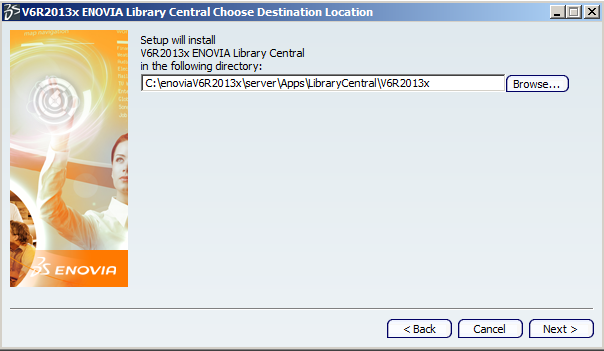 V6R2013x ENOVIA Library Central Choose Destination Location
Setup will install
V6R2013x ENOVIA Library Central
in the following directory:
C:\enoviaV6R2013x\server\Apps\LibraryCentral\V6R2013x
Browse...
ENOVIA
< Back
Cancel
Next >